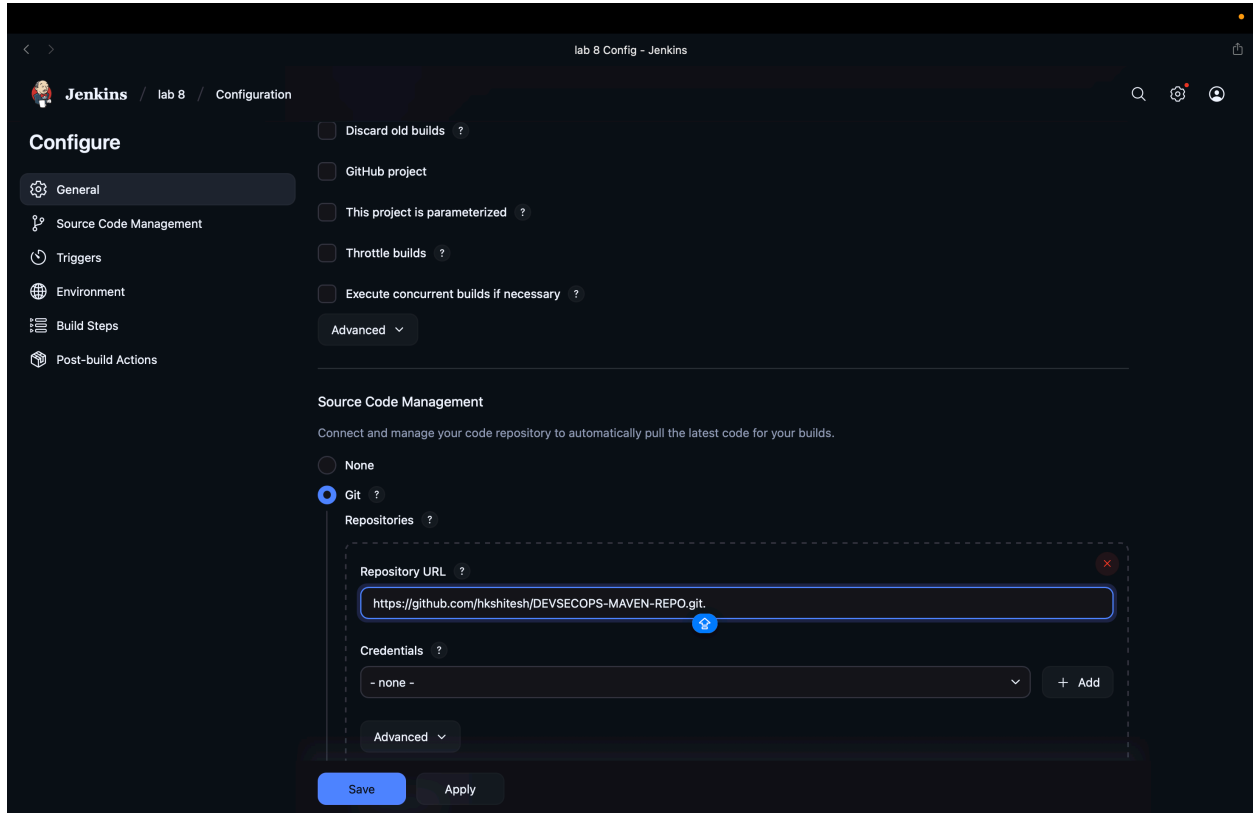 lab 8 Config - Jenkins
Jenkins / lab 8 / Configuration
Configure
General
Source Code Management
Triggers
Environment
Build Steps
Post-build Actions
Discard old builds ?
GitHub project
This project is parameterized ?
Throttle builds ?
Execute concurrent builds if necessary ?
Advanced
Source Code Management
Connect and manage your code repository to automatically pull the latest code for your builds.
None
Git ?
Repositories ?
Repository URL ?
https://github.com/hkshitesh/DEVSECOPS-MAVEN-REPO.git.
Credentials ?
- none -
+ Add
Advanced
Save Apply